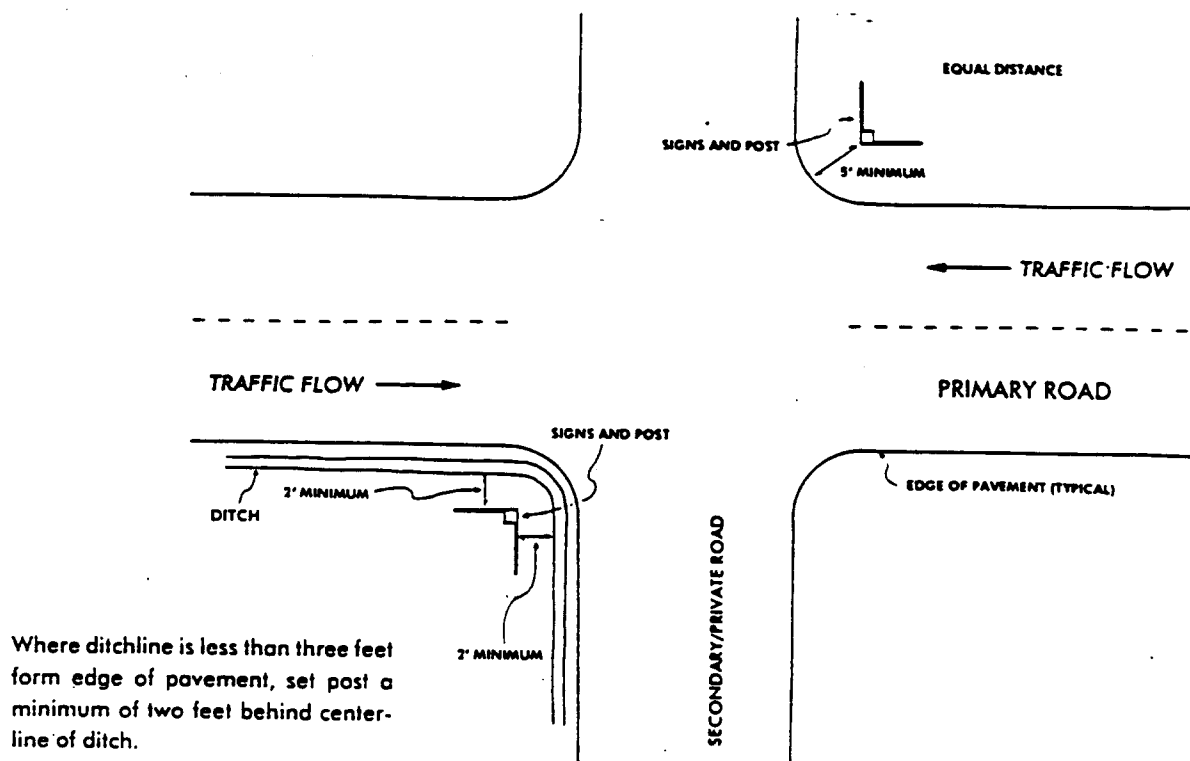 EQUAL DISTANCE
SIGNS AND POST
5' MINIMUM
TRAFFIC FLOW
TRAFFIC FLOW
PRIMARY ROAD
SIGNS AND POST
2' MINIMUM
EDGE OF PAVEMENT (TYPICAL)
DITCH
SECONDARY/PRIVATE ROAD
2' MINIMUM
Where ditchline is less than three feet
form edge of pavement, set post a
minimum of two feet behind center-
line of ditch.